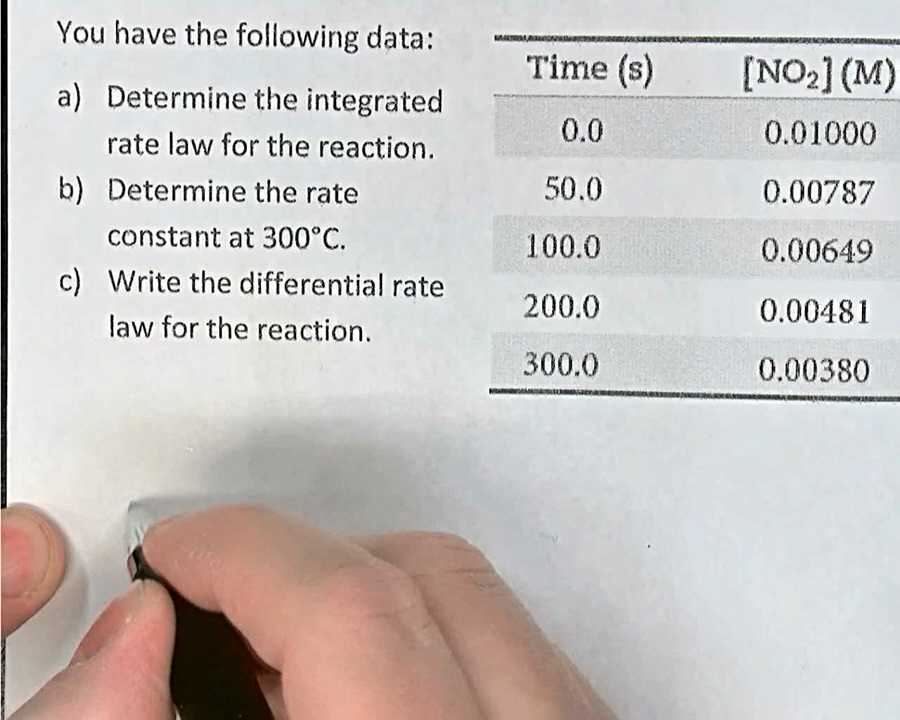 You have the following data:
a) Determine the integrated
rate law for the reaction.
b) Determine the rate
constant at 300°C.
c) Write the differential rate
law for the reaction.
Time (s) [NO₂] (M)
0.0 0.01000
50.0 0.00787
100.0 0.00649
200.0 0.00481
300.0 0.00380